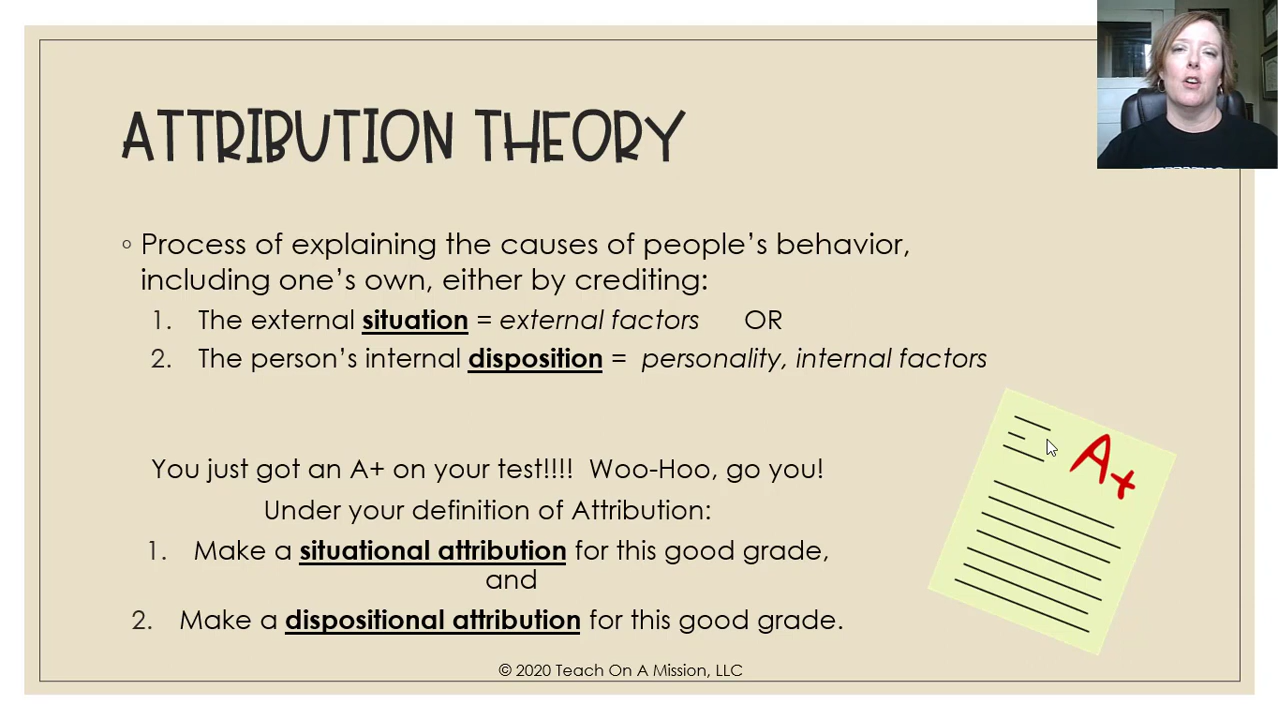 ATTRIBUTION THEORY
◦ Process of explaining the causes of people's behavior,
including one's own, either by crediting:
1. The external situation = external factors OR
2. The person's internal disposition = personality, internal factors
A+
You just got an A+ on your test!!!! Woo-Hoo, go you!
Under your definition of Attribution:
1. Make a situational attribution for this good grade,
and
2. Make a dispositional attribution for this good grade.
© 2020 Teach On A Mission, LLC